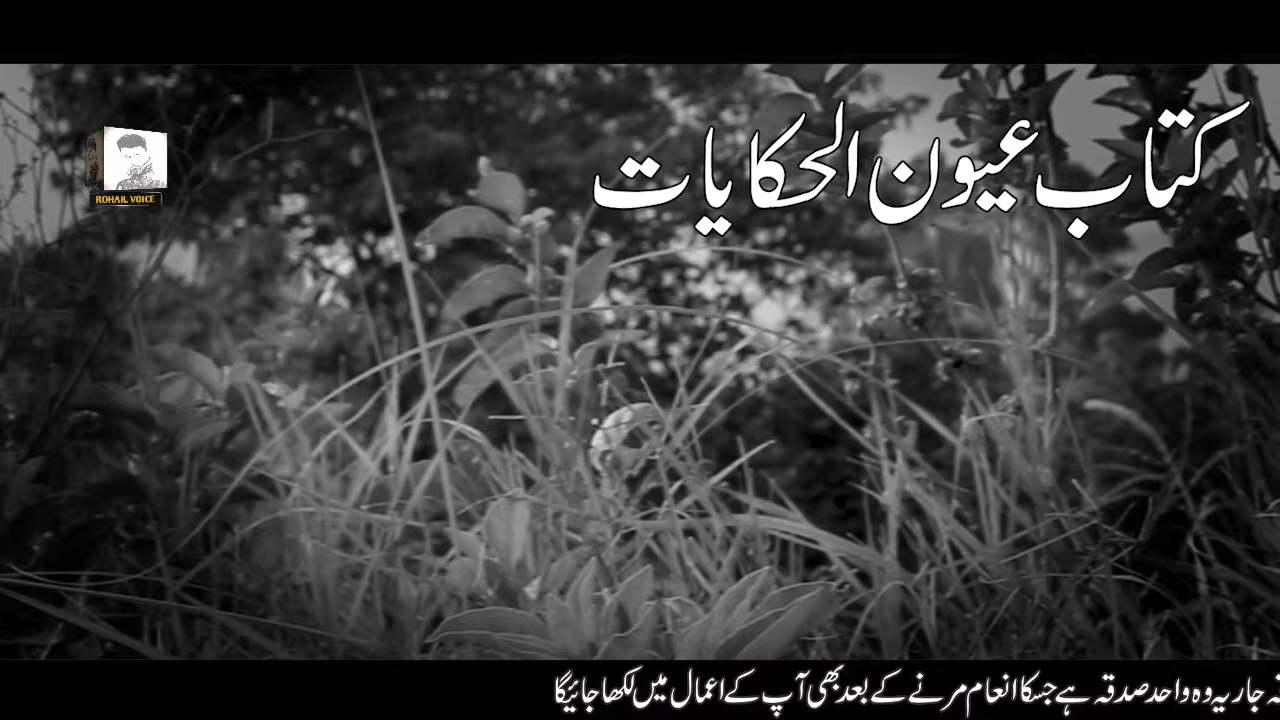 کتاب عیون الحکایات
ROHAIL VOICE
جاریہ وہ واحد صدقہ ہے جسکا انعام مرنے کے بعد بھی آپ کے اعمال میں لکھا جائیگا